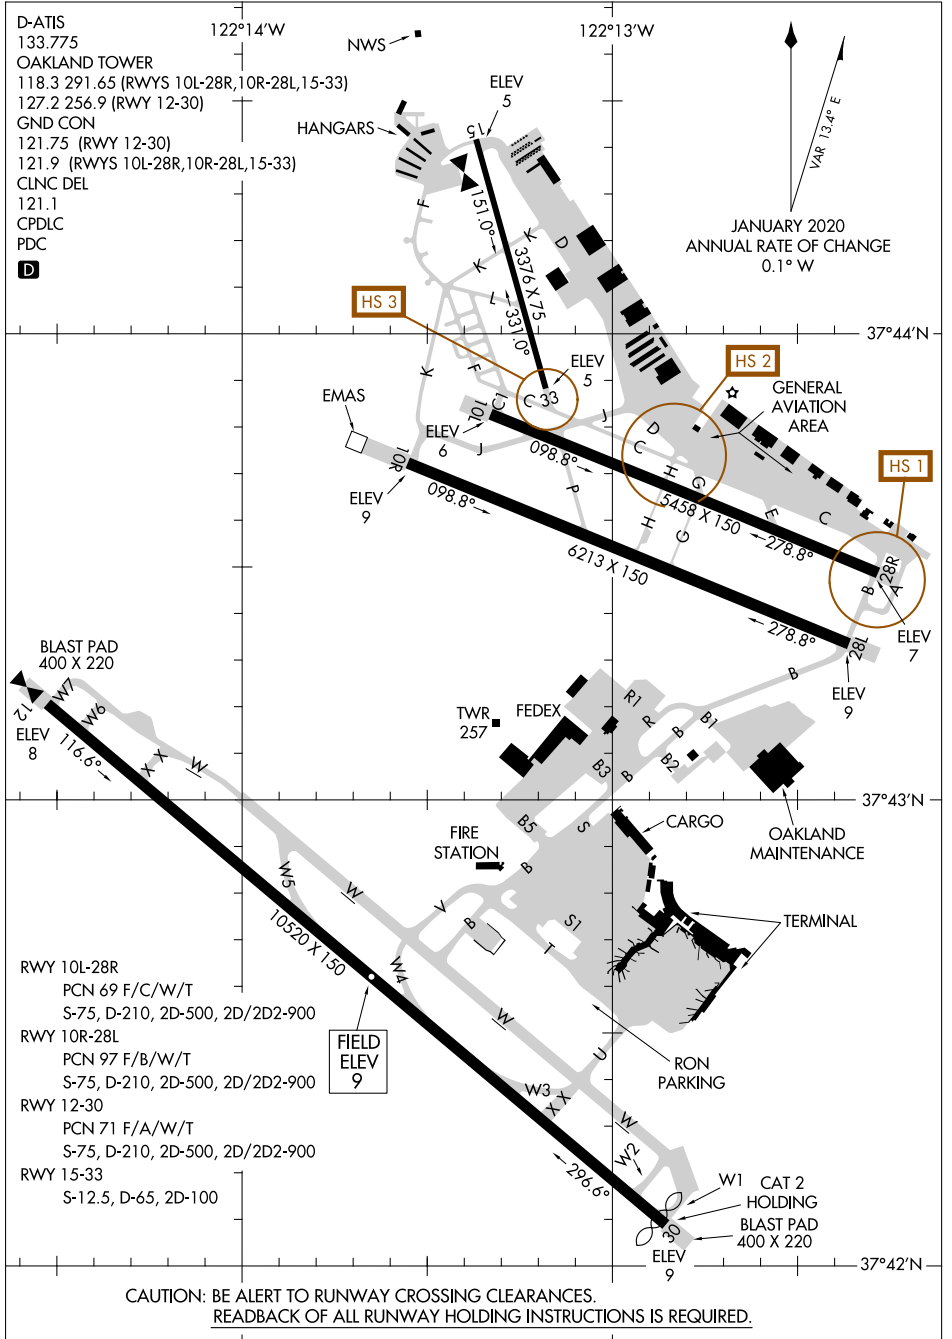 D-ATIS
133.775
OAKLAND TOWER
118.3 291.65 (RWYS 10L-28R,10R-28L,15-33)
127.2 256.9 (RWY 12-30)
GND CON
121.75 (RWY 12-30)
121.9 (RWYS 10L-28R,10R-28L,15-33)
CLNC DEL
121.1
CPDLC
PDC
D
122°14'W
122°13'W
NWS
HANGARS
ELEV
5
15
VAR 13.4° E
JANUARY 2020
ANNUAL RATE OF CHANGE
0.1° W
F
151.0°
K
D
K
3376 X 75
L
331.0°
HS 3
37°44'N
ELEV
5
HS 2
GENERAL
AVIATION
AREA
K
F
C1
C
33
J
D
C
EMAS
10L
ELEV
6
J
10R
098.8°
H
G
HS 1
ELEV
9
098.8°
P
5458 X 150
E
C
H
G
278.8°
6213 X 150
28R
B
A
278.8°
28L
ELEV
7
B
ELEV
9
BLAST PAD
400 X 220
W7
W6
12
ELEV
8
116.6°
X
X
W
TWR
257
FEDEX
R1
R
B
B1
B2
B3
B
37°43'N
B5
S
CARGO
OAKLAND
MAINTENANCE
FIRE
STATION
B
W5
W
V
B
S1
T
TERMINAL
10520 X 150
W4
W
RWY 10L-28R
PCN 69 F/C/W/T
S-75, D-210, 2D-500, 2D/2D2-900
RWY 10R-28L
PCN 97 F/B/W/T
S-75, D-210, 2D-500, 2D/2D2-900
RWY 12-30
PCN 71 F/A/W/T
S-75, D-210, 2D-500, 2D/2D2-900
RWY 15-33
S-12.5, D-65, 2D-100
FIELD
ELEV
9
U
RON
PARKING
W3
X
X
W
W2
296.6°
W1
CAT 2
HOLDING
30
BLAST PAD
400 X 220
ELEV
9
37°42'N
CAUTION: BE ALERT TO RUNWAY CROSSING CLEARANCES.
READBACK OF ALL RUNWAY HOLDING INSTRUCTIONS IS REQUIRED.